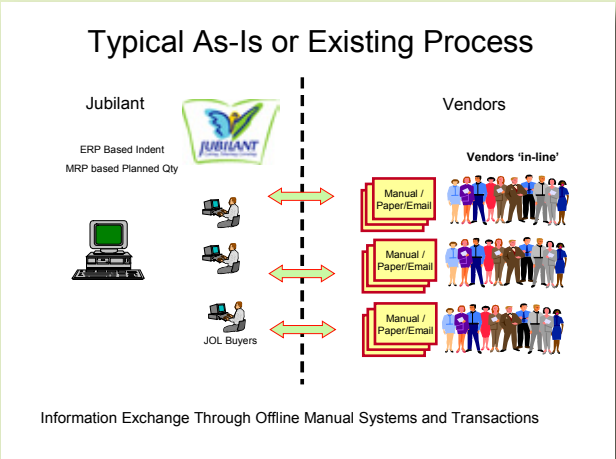 Typical As-Is or Existing Process
Jubilant
Vendors
JUBILANT
ERP Based Indent
MRP based Planned Qty
Vendors 'in-line'
Manual /
Paper/Email
Manual /
Paper/Email
Manual /
Paper/Email
JOL Buyers
Information Exchange Through Offline Manual Systems and Transactions